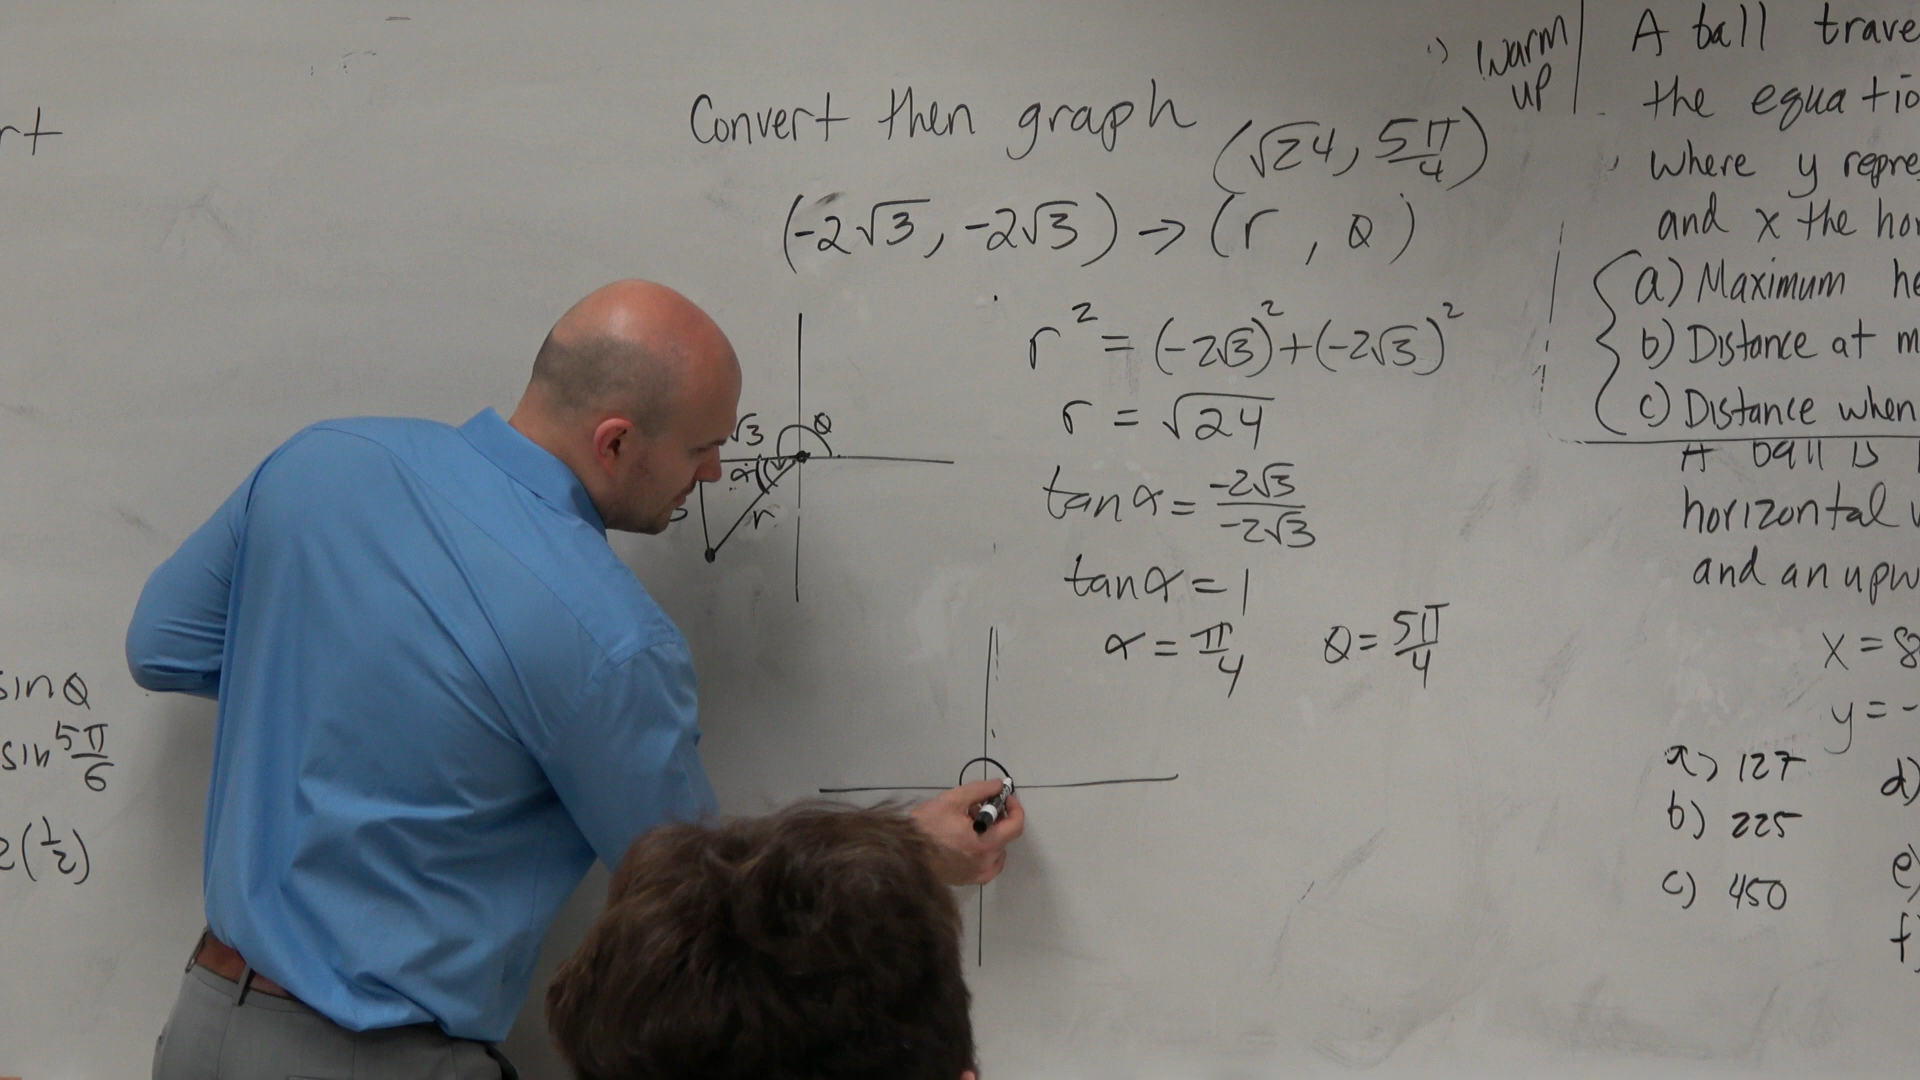 rt
sin θ
sin 5π/6
2(1/2)
Convert then graph
(√24, 5π/4)
(-2√3, -2√3) → (r , θ)
r² = (-2√3)² + (-2√3)²
r = √24
tan α = -2√3/-2√3
tan α = 1
α = π/4 θ = 5π/4
√3
θ
α
r
warm
up
A ball trave
the equatio
where y repre
and x the hor
a) Maximum he
b) Distance at m
c) Distance when
A ball is
horizontal
and an upw
x = 8
y = -
a) 127
b) 225
c) 450
d)
e)
f)